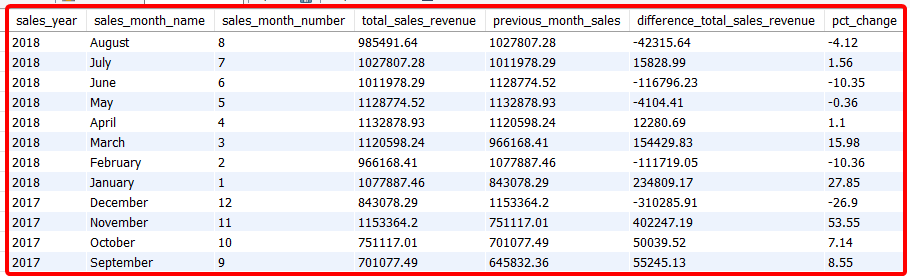 sales_year sales_month_name sales_month_number total_sales_revenue previous_month_sales difference_total_sales_revenue pct_change
2018 August 8 985491.64 1027807.28 -42315.64 -4.12
2018 July 7 1027807.28 1011978.29 15828.99 1.56
2018 June 6 1011978.29 1128774.52 -116796.23 -10.35
2018 May 5 1128774.52 1132878.93 -4104.41 -0.36
2018 April 4 1132878.93 1120598.24 12280.69 1.1
2018 March 3 1120598.24 966168.41 154429.83 15.98
2018 February 2 966168.41 1077887.46 -111719.05 -10.36
2018 January 1 1077887.46 843078.29 234809.17 27.85
2017 December 12 843078.29 1153364.2 -310285.91 -26.9
2017 November 11 1153364.2 751117.01 402247.19 53.55
2017 October 10 751117.01 701077.49 50039.52 7.14
2017 September 9 701077.49 645832.36 55245.13 8.55